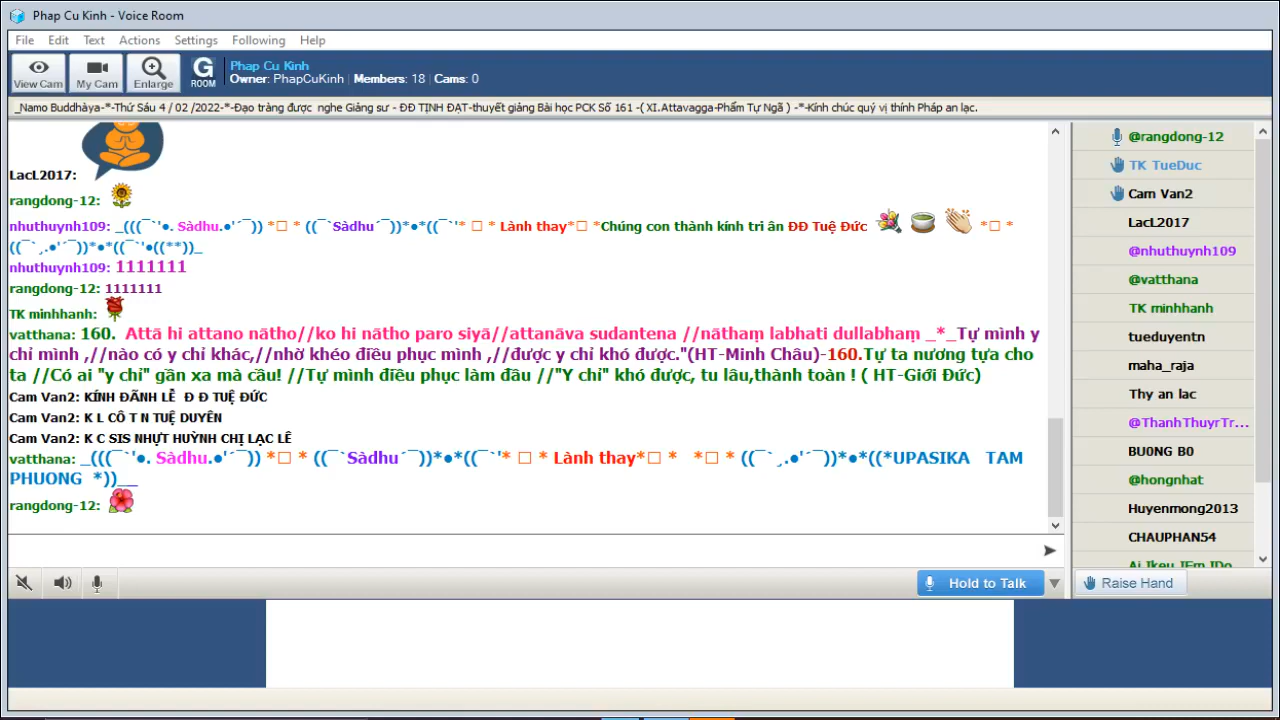 Phap Cu Kinh - Voice Room
File Edit Text Actions Settings Following Help
View Cam My Cam Enlarge G ROOM
Phap Cu Kinh
Owner: PhapCuKinh Members: 18 Cams: 0
_Namo Buddhàya-*-Thứ Sáu 4 / 02 /2022-*-Đạo tràng được nghe Giảng sư - ĐĐ TỊNH ĐẠT-thuyết giảng Bài học PCK Số 161 -( XI.Attavagga-Phẩm Tự Ngã ) -*-Kính chúc quý vị thính Pháp an lạc.
LacL2017:
rangdong-12:
nhuthuynh109: _(((¯`'●. Sàdhu.●'´¯)) *□ * ((¯`Sàdhu´¯))*●*((¯`'* □ * Lành thay*□ *Chúng con thành kính tri ân ĐĐ Tuệ Đức *□ *
((¯`¸.●'´¯))*●*((¯`'●((**))_
nhuthuynh109: 1111111
rangdong-12: 1111111
TK minhhanh:
vatthana: 160. Attā hi attano nātho//ko hi nātho paro siyā//attanāva sudantena //nāthaṃ labhati dullabhaṃ _*_Tự mình y
chỉ mình ,//nào có y chỉ khác,//nhờ khéo điều phục mình ,//được y chỉ khó được."(HT-Minh Châu)-160.Tự ta nương tựa cho
ta //Có ai "y chỉ" gần xa mà cầu! //Tự mình điều phục làm đầu //"Y chỉ" khó được, tu lâu,thành toàn ! ( HT-Giới Đức)
Cam Van2: KÍNH ĐÃNH LỄ Đ Đ TUỆ ĐỨC
Cam Van2: K L CÔ T N TUỆ DUYÊN
Cam Van2: K C SIS NHỰT HUỲNH CHỊ LẠC LÊ
vatthana: _(((¯`'●. Sàdhu.●'´¯)) *□ * ((¯`Sàdhu´¯))*●*((¯`'* □ * Lành thay*□ * *□ * ((¯`¸.●'´¯))*●*((*UPASIKA TAM
PHUONG *))__
rangdong-12:
@rangdong-12
TK TueDuc
Cam Van2
LacL2017
@nhuthuynh109
@vatthana
TK minhhanh
tueduyentn
maha_raja
Thy an lac
@ThanhThuyrTr...
BU0NG B0
@hongnhat
Huyenmong2013
CHAUPHAN54
Hold to Talk
Raise Hand